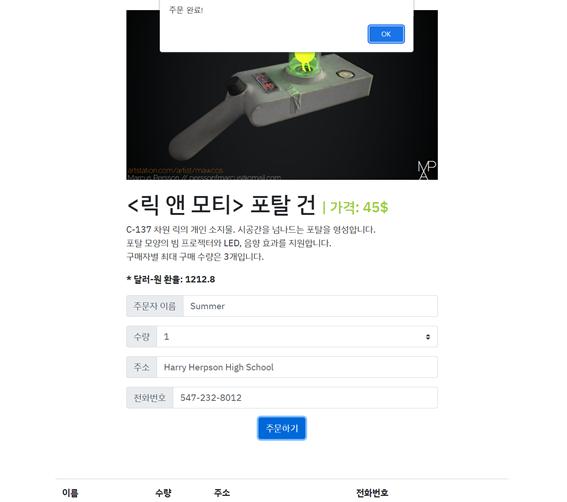 주문 완료!
OK
artstation.com/artist/mawcos
Marcus Persson // perssonfmarcus@gmail.com
MPA
<릭 앤 모티> 포탈 건 | 가격: 45$
C-137 차원 릭의 개인 소지물. 시공간을 넘나드는 포탈을 형성합니다.
포탈 모양의 빔 프로젝터와 LED, 음향 효과를 지원합니다.
구매자별 최대 구매 수량은 3개입니다.
* 달러-원 환율: 1212.8
주문자 이름 Summer
수량 1
주소 Harry Herpson High School
전화번호 547-232-8012
주문하기
이름 수량 주소 전화번호